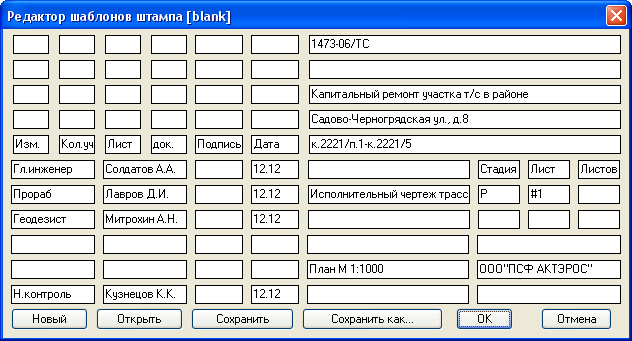 Редактор шаблонов штампа [blank]
1473-06/ТС
Капитальный ремонт участка т/с в районе
Садово-Черногрядская ул., д.8
Изм. Кол.уч Лист док. Подпись Дата к.2221/п.1-к.2221/5
Гл.инженер Солдатов А.А. 12.12 Стадия Лист Листов
Прораб Лавров Д.И. 12.12 Исполнительный чертеж трасс Р #1
Геодезист Митрохин А.Н. 12.12
План М 1:1000 ООО"ПСФ АКТЭРОС"
Н.контроль Кузнецов К.К. 12.12
Новый Открыть Сохранить Сохранить как... ОК Отмена